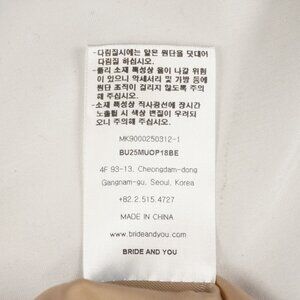 -다림질시에는 얇은 원단을 덧대어
다림질 하십시오.
-폴리 소재 특성상 올이 나갈 위험
이 있으니 악세서리 및 가방 등에
원단 조직이 걸리지 않도록 주의
해 주십시오.
-소재 특성상 직사광선에 장시간
노출될 시 색상 변질이 우려되
오니 주의하여 주십시오.
MK9000250312-1
BU25MUOP18BE
4F 93-13, Cheongdam-dong
Gangnam-gu, Seoul, Korea
+82.2.515.4727
MADE IN CHINA
www.brideandyou.com
BRIDE AND YOU